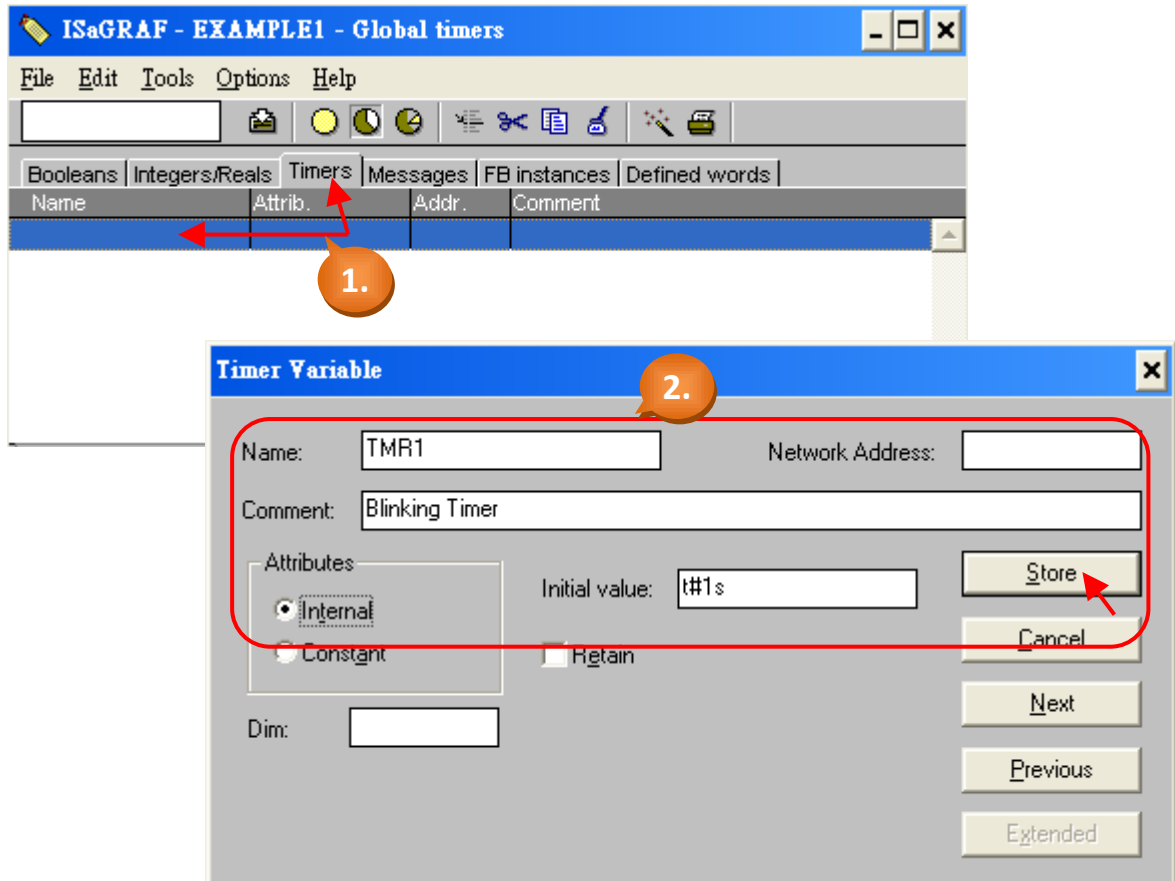 ISaGRAF - EXAMPLE1 - Global timers
File Edit Tools Options Help
Booleans Integers/Reals Timers Messages FB instances Defined words
Name Attrib. Addr. Comment
1.
Timer Variable
2.
Name: TMR1 Network Address:
Comment: Blinking Timer
Attributes
Internal
Constant
Initial value: t#1s
Retain
Store
Cancel
Next
Dim:
Previous
Extended